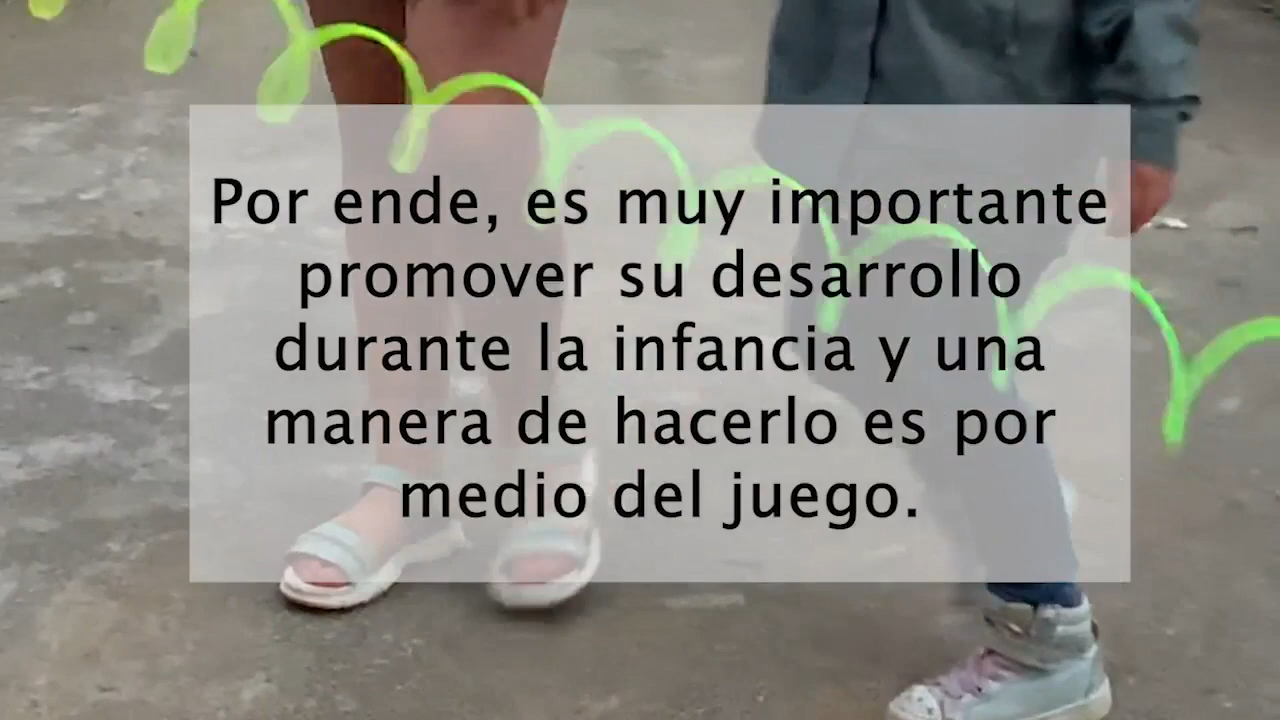 Por ende, es muy importante
promover su desarrollo
durante la infancia y una
manera de hacerlo es por
medio del juego.